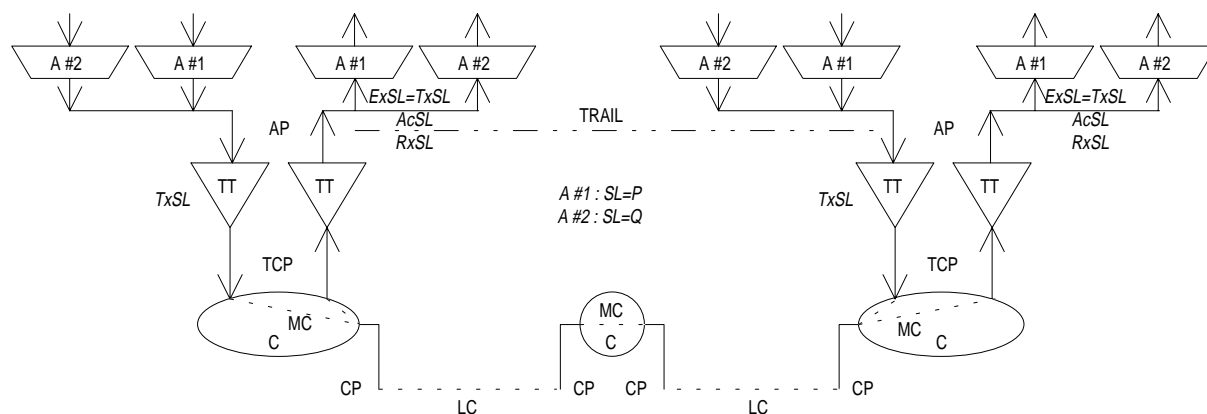 A #2 A #1 A #1 A #2 A #2 A #1 A #1 A #2
ExSL=TxSL ExSL=TxSL
AP AcSL TRAIL AP AcSL
RxSL RxSL
TT TT TT TT
TxSL A #1 : SL=P TxSL
A #2 : SL=Q
TCP TCP
MC MC MC
C C C
CP CP CP CP
LC LC